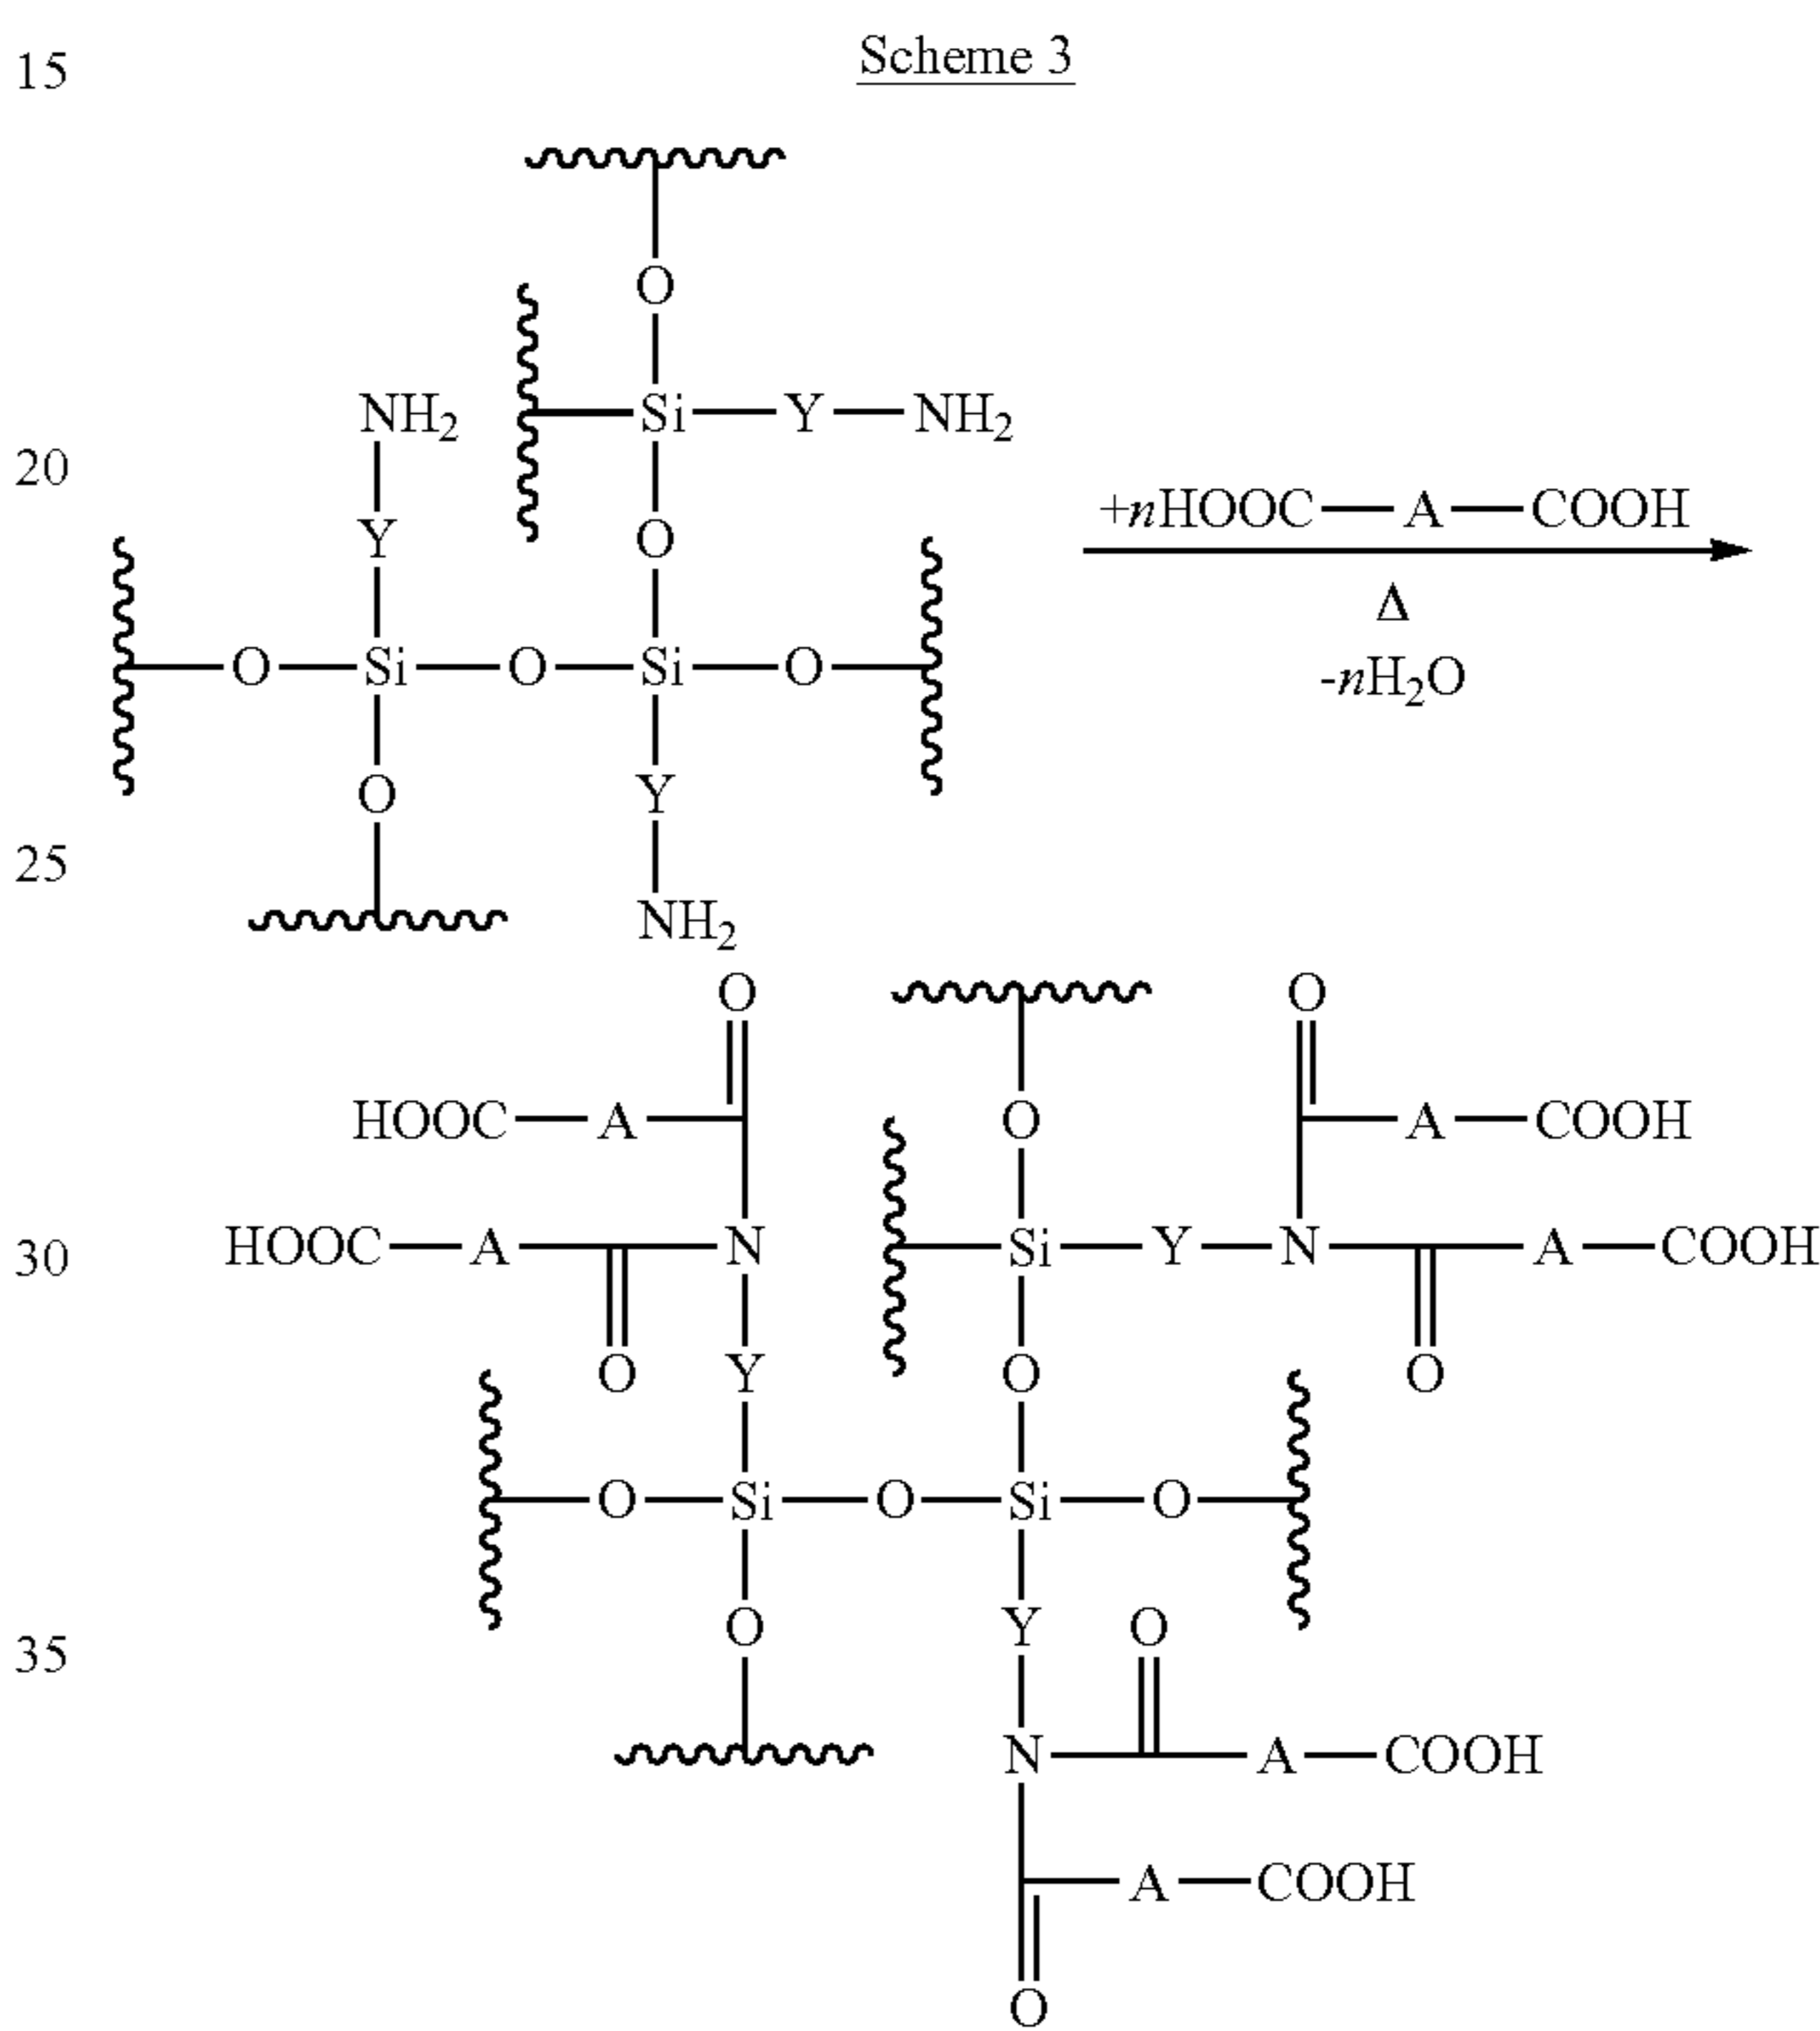 15 Scheme 3
O
NH₂ Si Y NH₂
20
+nHOOC A COOH
Y O
Δ
O Si O Si O
-nH₂O
O Y
25
NH₂
O O
HOOC A O A COOH
30 HOOC A N Si Y N A COOH
O Y O O
O Si O Si O
35 O Y O
N A COOH
A COOH
O